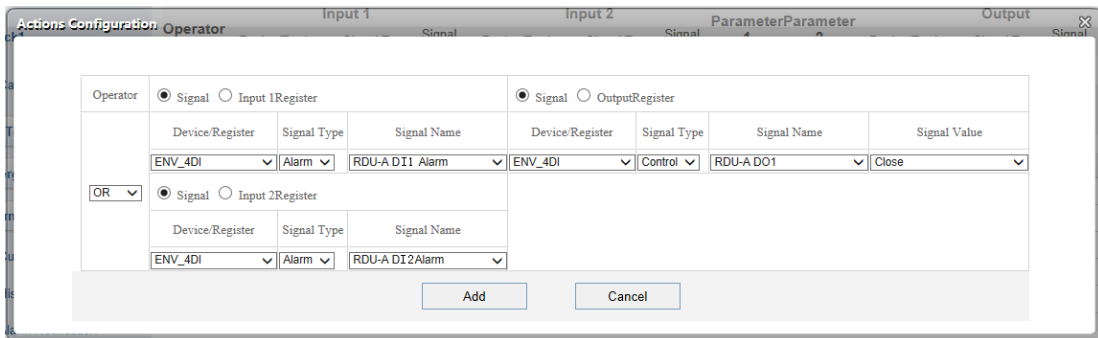 Input 1 Input 2 Output
Actions Configuration Operator Signal Signal ParameterParameter Signal
Operator Signal Input 1Register Signal OutputRegister
Device/Register Signal Type Signal Name Device/Register Signal Type Signal Name Signal Value
ENV_4DI Alarm RDU-A DI1 Alarm ENV_4DI Control RDU-A DO1 Close
OR Signal Input 2Register
Device/Register Signal Type Signal Name
ENV_4DI Alarm RDU-A DI2Alarm
Add Cancel